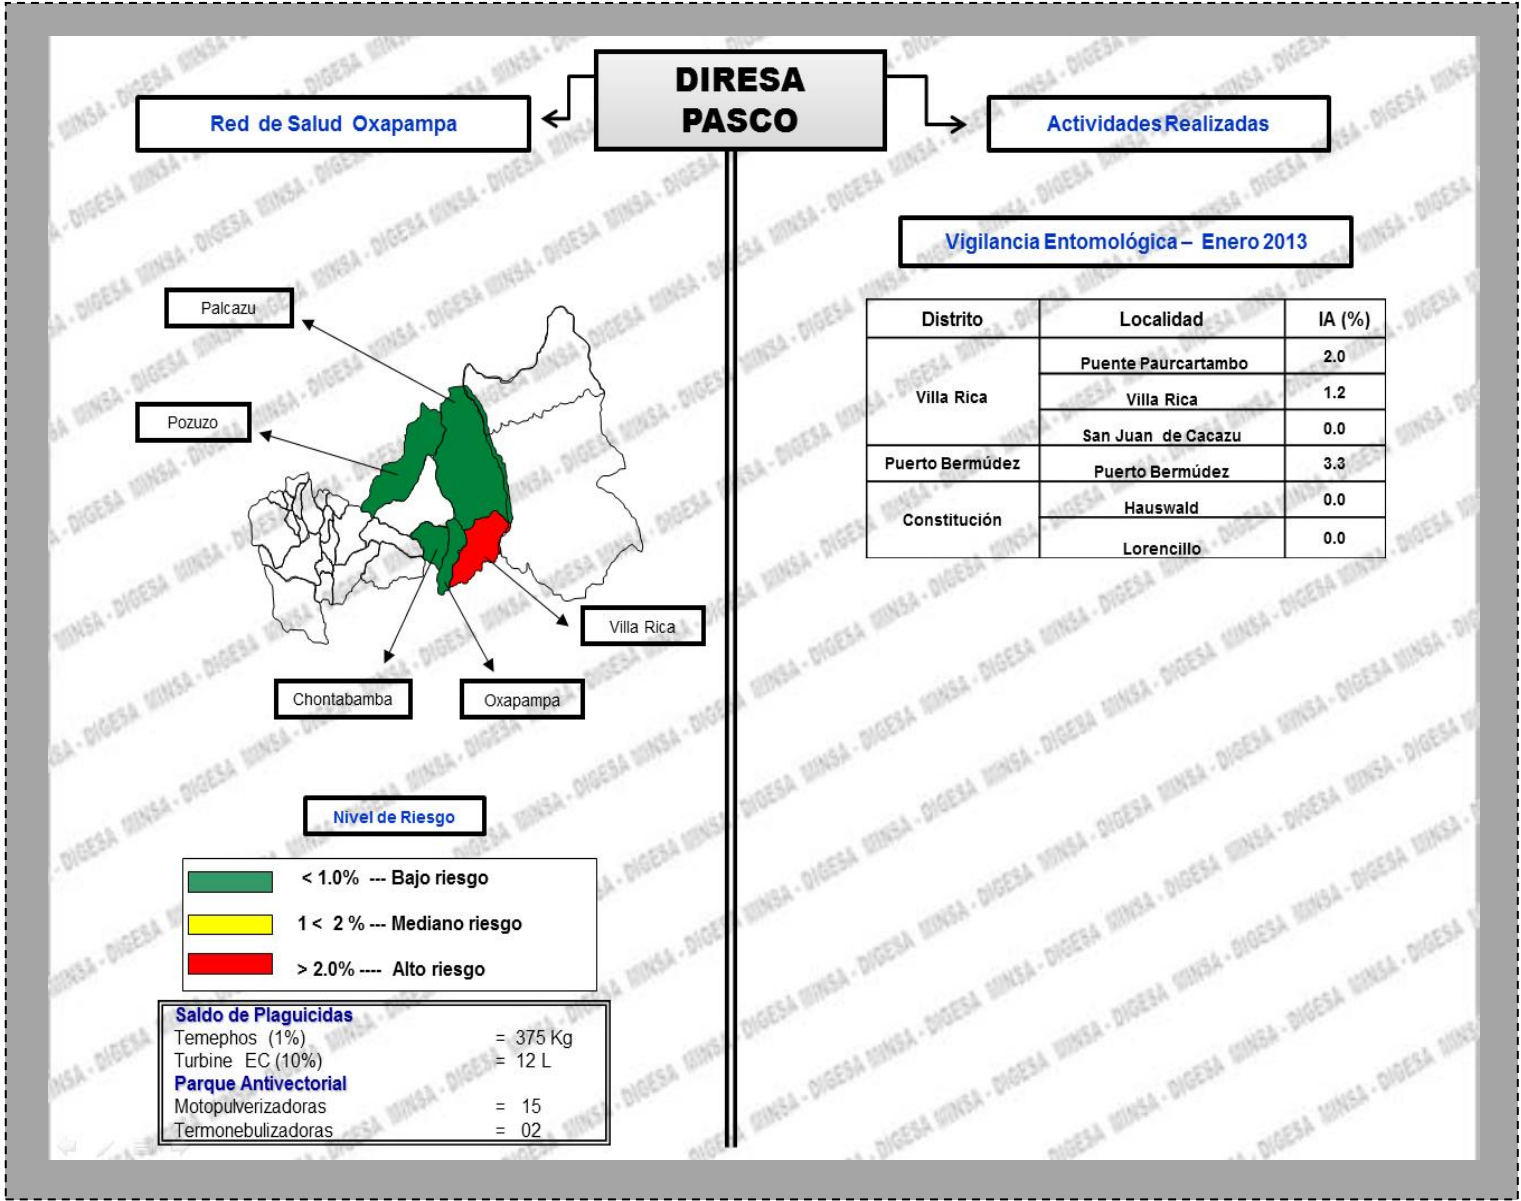 DIRESA
PASCO
Red de Salud Oxapampa
Actividades Realizadas
Vigilancia Entomológica – Enero 2013
Palcazu
Pozuzo
Villa Rica
Chontabamba
Oxapampa
Distrito Localidad IA (%)
Villa Rica Puente Paurcartambo 2.0
Villa Rica 1.2
San Juan de Cacazu 0.0
Puerto Bermúdez Puerto Bermúdez 3.3
Constitución Hauswald 0.0
Lorencillo 0.0
Nivel de Riesgo
< 1.0% --- Bajo riesgo
1 < 2 % --- Mediano riesgo
> 2.0% ---- Alto riesgo
Saldo de Plaguicidas
Temephos (1%) = 375 Kg
Turbine EC (10%) = 12 L
Parque Antivectorial
Motopulverizadoras = 15
Termonebulizadoras = 02
MINSA - DIGESA